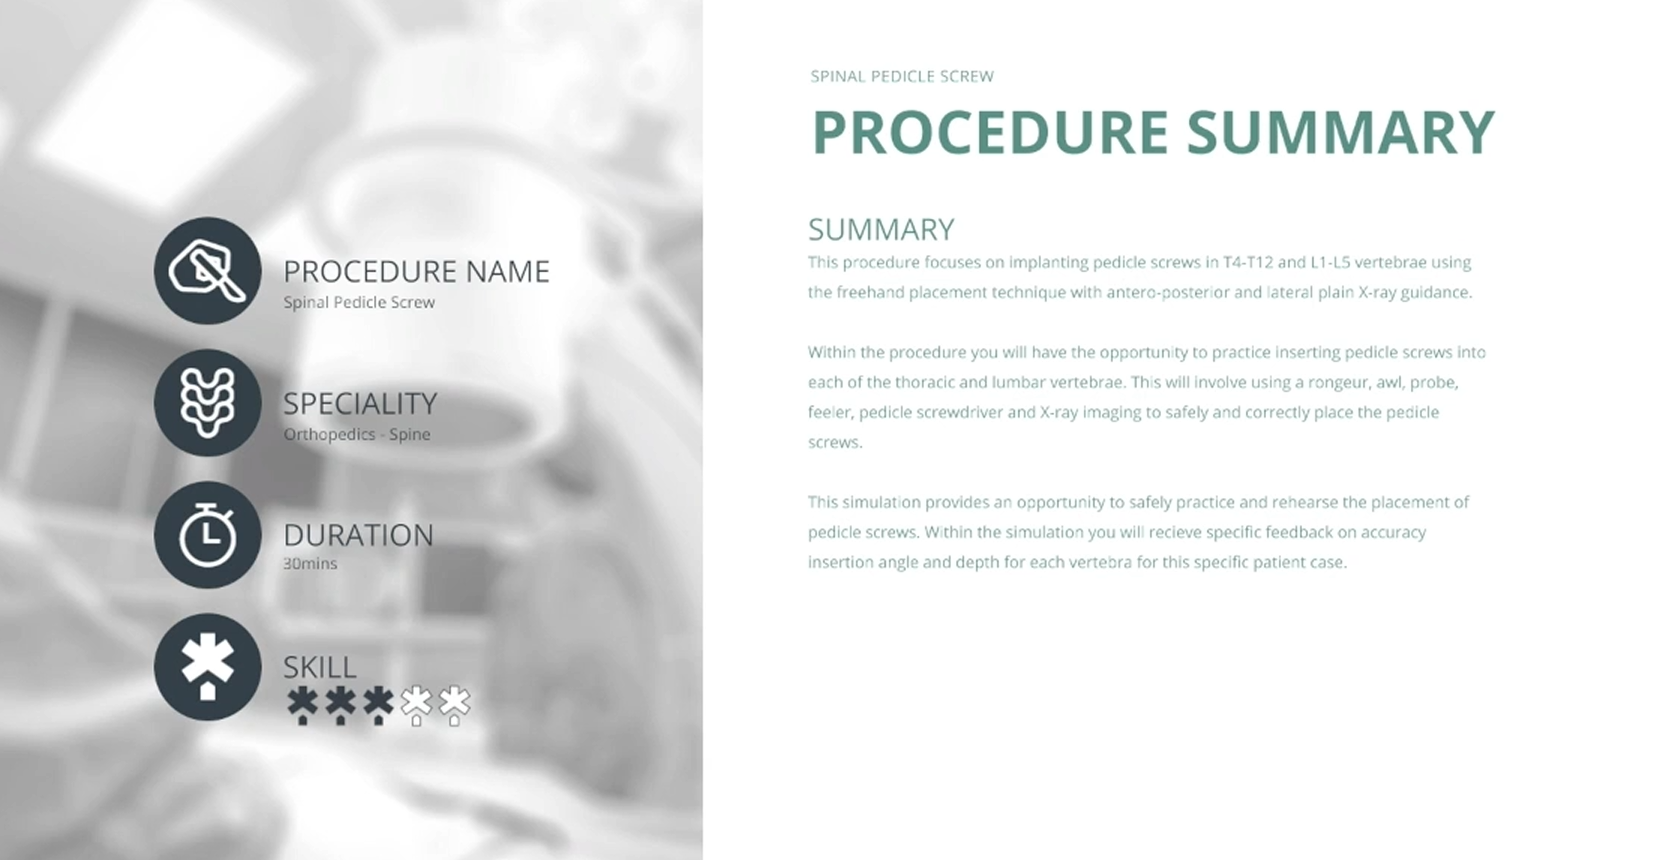 PROCEDURE NAME
Spinal Pedicle Screw
SPECIALITY
Orthopedics - Spine
DURATION
30mins
SKILL
SPINAL PEDICLE SCREW
PROCEDURE SUMMARY
SUMMARY
This procedure focuses on implanting pedicle screws in T4-T12 and L1-L5 vertebrae using
the freehand placement technique with antero-posterior and lateral plain X-ray guidance.
Within the procedure you will have the opportunity to practice inserting pedicle screws into
each of the thoracic and lumbar vertebrae. This will involve using a rongeur, awl, probe,
feeler, pedicle screwdriver and X-ray imaging to safely and correctly place the pedicle
screws.
This simulation provides an opportunity to safely practice and rehearse the placement of
pedicle screws. Within the simulation you will recieve specific feedback on accuracy
insertion angle and depth for each vertebra for this specific patient case.